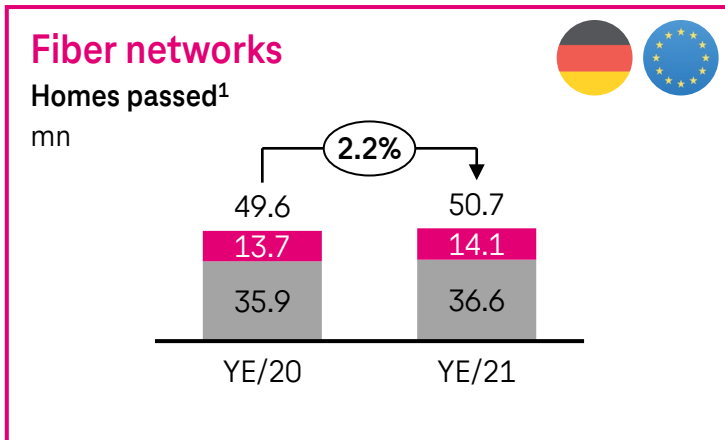 Fiber networks
Homes passed1
mn
2.2%
49.6 50.7
13.7 14.1
35.9 36.6
YE/20 YE/21